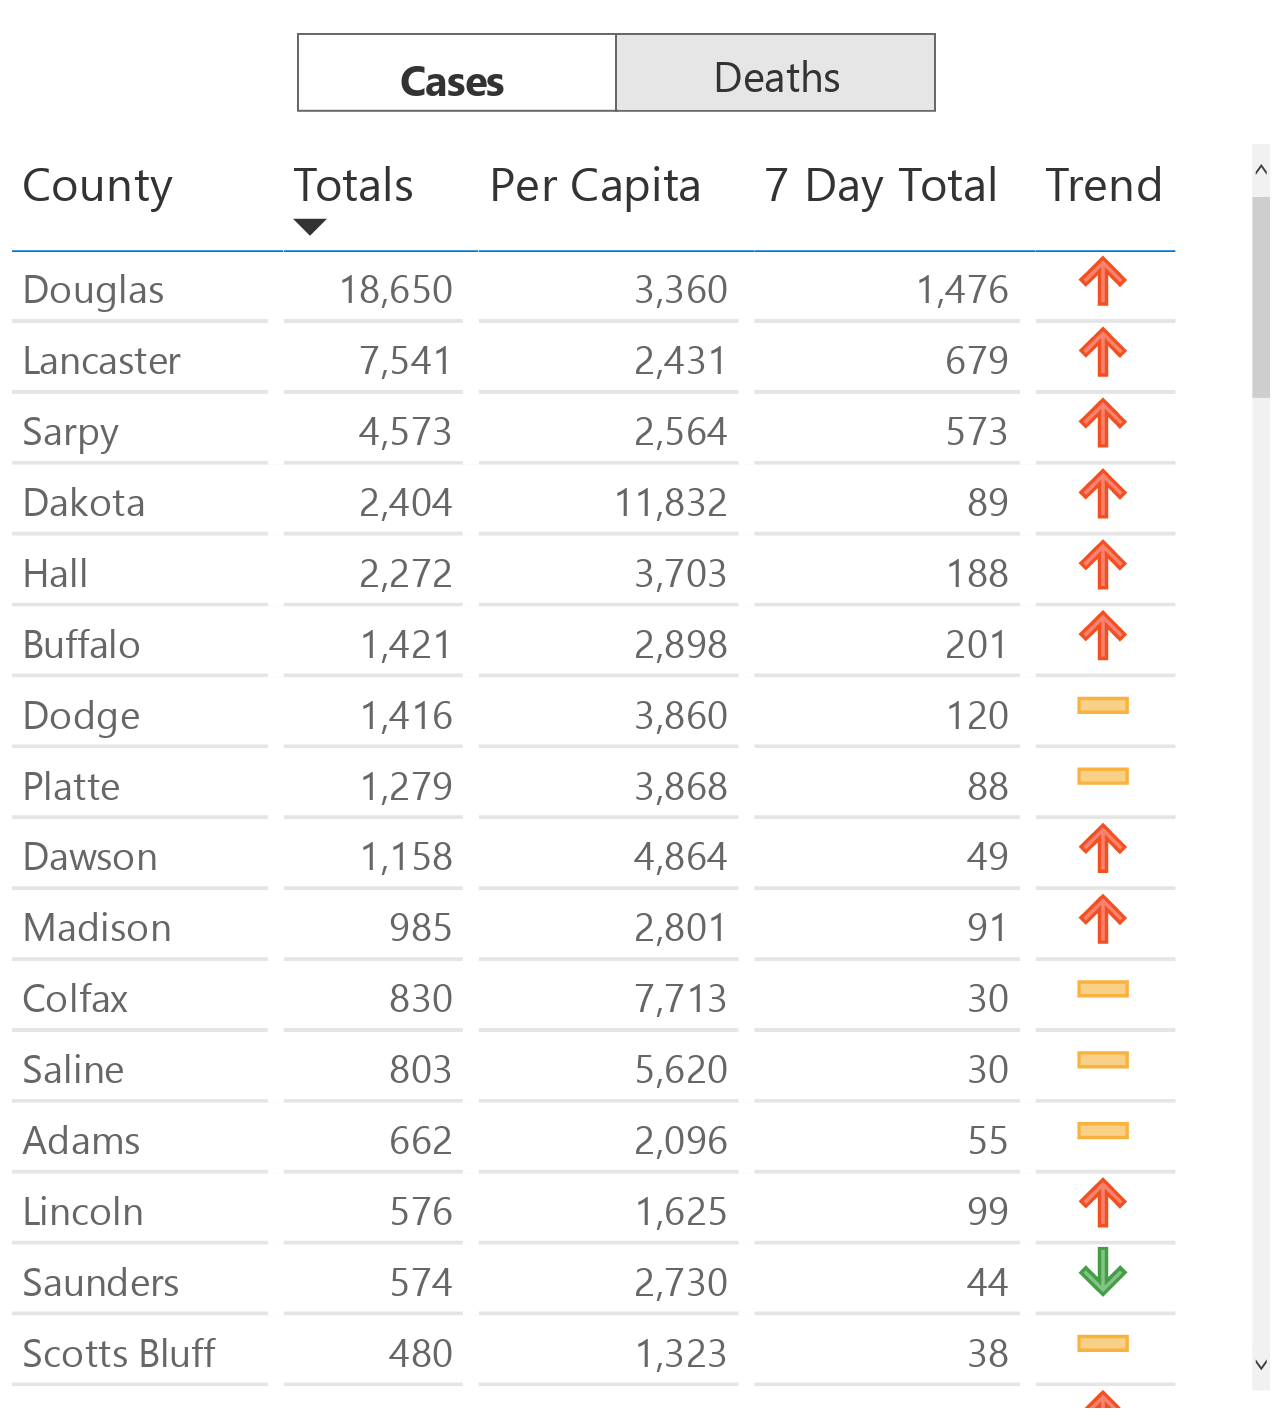 Cases Deaths
County Totals Per Capita 7 Day Total Trend
Douglas 18,650 3,360 1,476
Lancaster 7,541 2,431 679
Sarpy 4,573 2,564 573
Dakota 2,404 11,832 89
Hall 2,272 3,703 188
Buffalo 1,421 2,898 201
Dodge 1,416 3,860 120
Platte 1,279 3,868 88
Dawson 1,158 4,864 49
Madison 985 2,801 91
Colfax 830 7,713 30
Saline 803 5,620 30
Adams 662 2,096 55
Lincoln 576 1,625 99
Saunders 574 2,730 44
Scotts Bluff 480 1,323 38